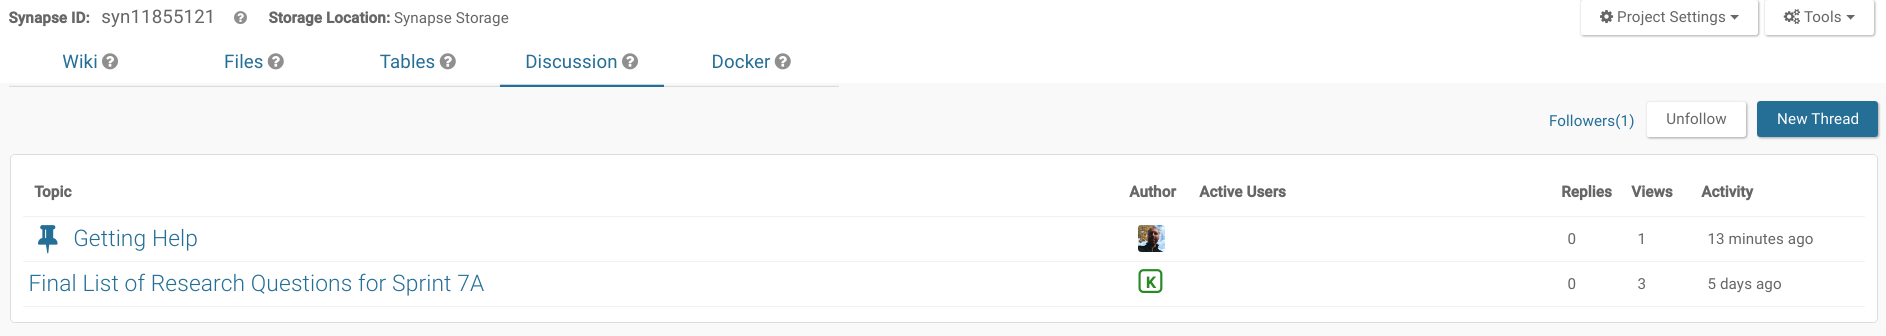 Synapse ID: syn11855121 Storage Location: Synapse Storage Project Settings Tools
Wiki Files Tables Discussion Docker
Followers(1) Unfollow New Thread
Topic Author Active Users Replies Views Activity
Getting Help 0 1 13 minutes ago
Final List of Research Questions for Sprint 7A K 0 3 5 days ago